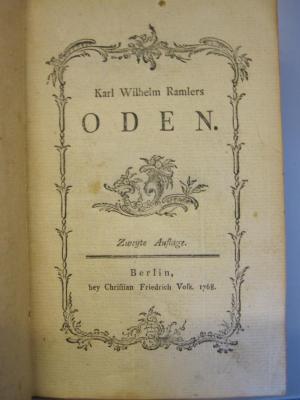 Karl Wilhelm Ramlers
ODEN.
Zweyte Auflage.
Berlin,
bey Christian Friedrich Voß. 1768.